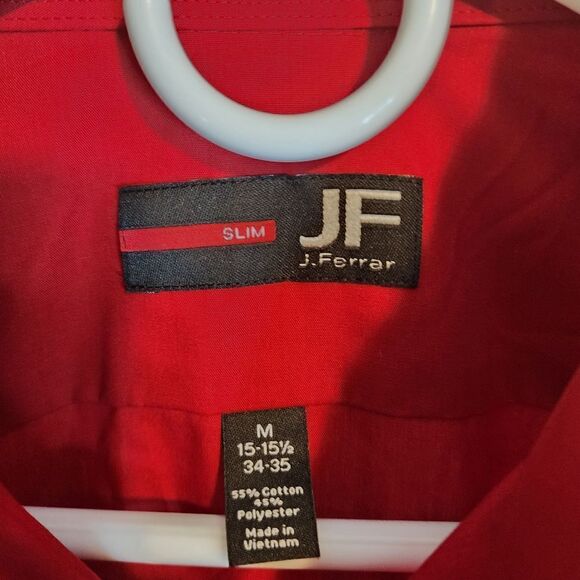 SLIM
JF
J.Ferrar
M
15-15½
34-35
55% Cotton
45%
Polyester
Made in
Vietnam